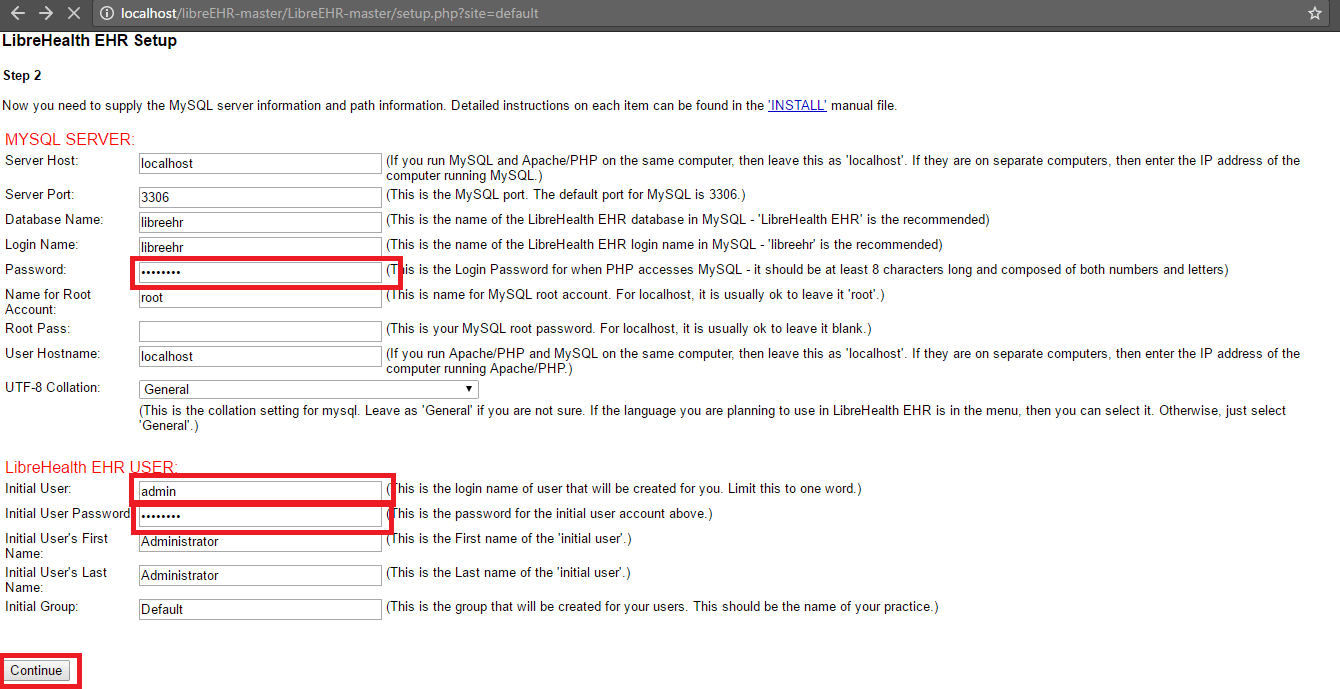 localhost/libreEHR-master/LibreEHR-master/setup.php?site=default
LibreHealth EHR Setup
Step 2
Now you need to supply the MySQL server information and path information. Detailed instructions on each item can be found in the 'INSTALL' manual file.
MYSQL SERVER:
Server Host: localhost (If you run MySQL and Apache/PHP on the same computer, then leave this as 'localhost'. If they are on separate computers, then enter the IP address of the
computer running MySQL.)
Server Port: 3306 (This is the MySQL port. The default port for MySQL is 3306.)
Database Name: libreehr (This is the name of the LibreHealth EHR database in MySQL - 'LibreHealth EHR' is the recommended)
Login Name: libreehr (This is the name of the LibreHealth EHR login name in MySQL - 'libreehr' is the recommended)
Password: •••••••• (This is the Login Password for when PHP accesses MySQL - it should be at least 8 characters long and composed of both numbers and letters)
Name for Root root (This is name for MySQL root account. For localhost, it is usually ok to leave it 'root'.)
Account:
Root Pass: (This is your MySQL root password. For localhost, it is usually ok to leave it blank.)
User Hostname: localhost (If you run Apache/PHP and MySQL on the same computer, then leave this as 'localhost'. If they are on separate computers, then enter the IP address of the
computer running Apache/PHP.)
UTF-8 Collation: General
(This is the collation setting for mysql. Leave as 'General' if you are not sure. If the language you are planning to use in LibreHealth EHR is in the menu, then you can select it. Otherwise, just select
'General'.)
LibreHealth EHR USER:
Initial User: admin (This is the login name of user that will be created for you. Limit this to one word.)
Initial User Password •••••••• (This is the password for the initial user account above.)
Initial User's First Administrator (This is the First name of the 'initial user'.)
Name:
Initial User's Last Administrator (This is the Last name of the 'initial user'.)
Name:
Initial Group: Default (This is the group that will be created for your users. This should be the name of your practice.)
Continue